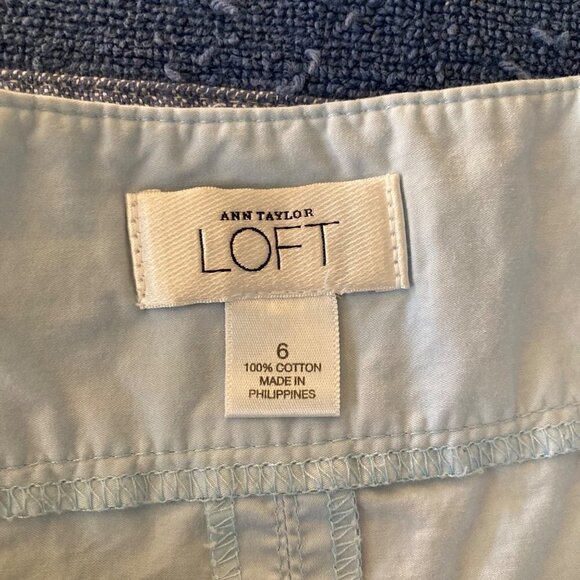 ANN TAYLOR
LOFT
6
100% COTTON
MADE IN
PHILIPPINES